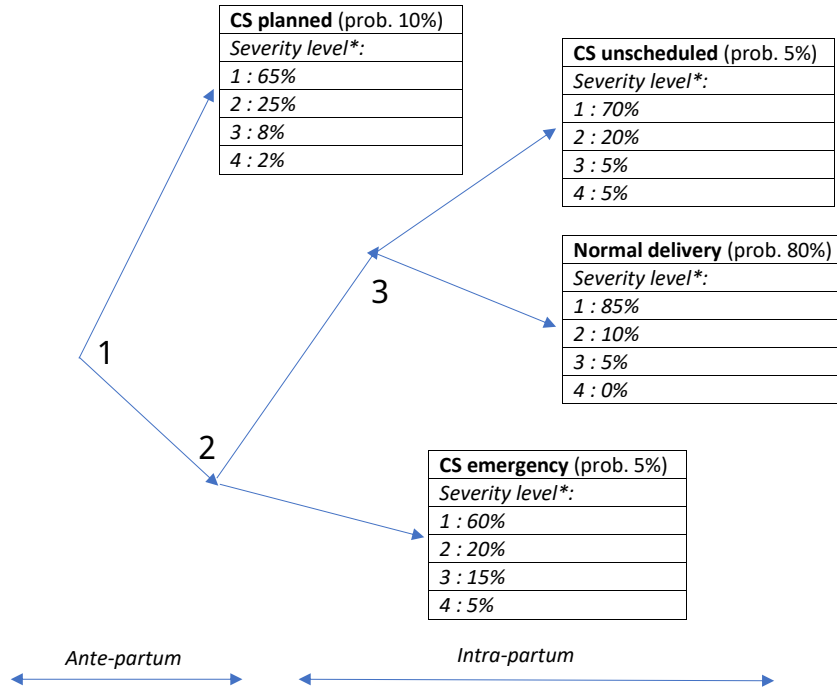 CS planned (prob. 10%)
Severity level*:
1 : 65%
2 : 25%
3 : 8%
4 : 2%
CS unscheduled (prob. 5%)
Severity level*:
1 : 70%
2 : 20%
3 : 5%
4 : 5%
Normal delivery (prob. 80%)
Severity level*:
1 : 85%
2 : 10%
3 : 5%
4 : 0%
3
1
2
CS emergency (prob. 5%)
Severity level*:
1 : 60%
2 : 20%
3 : 15%
4 : 5%
Ante-partum
Intra-partum